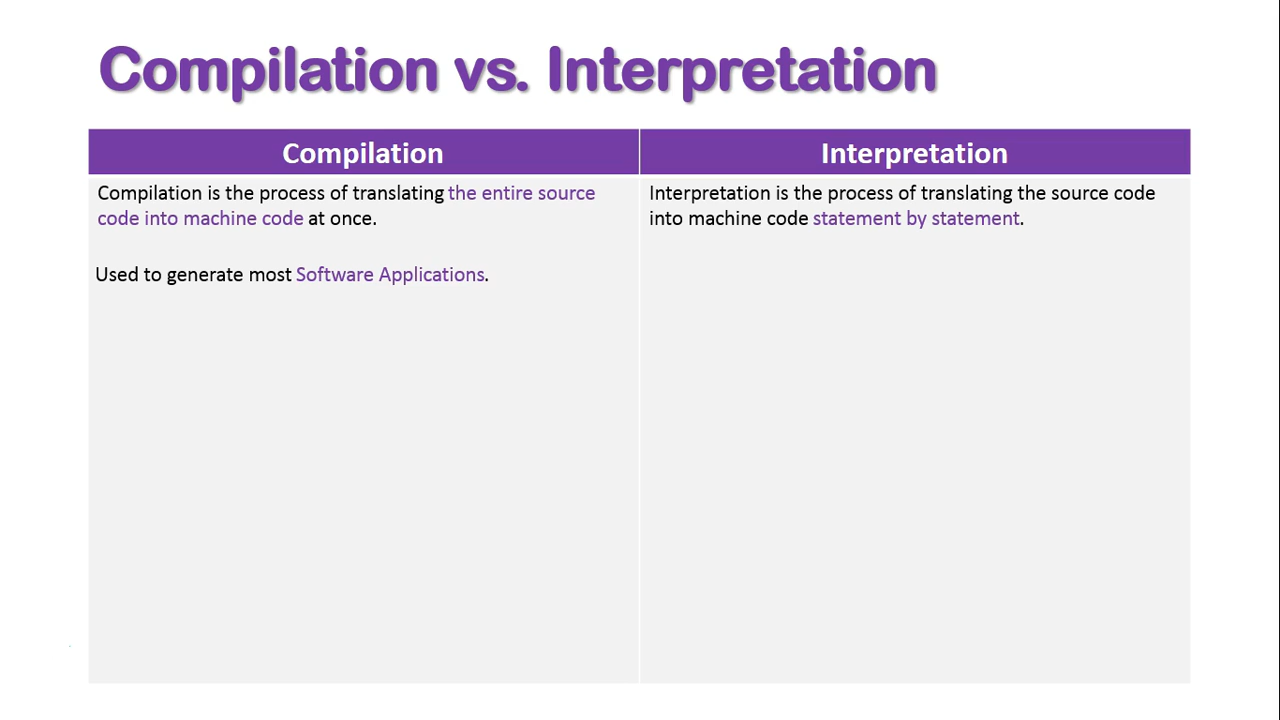 Compilation vs. Interpretation
Compilation
Interpretation
Compilation is the process of translating the entire source
code into machine code at once.
Used to generate most Software Applications.
Interpretation is the process of translating the source code
into machine code statement by statement.